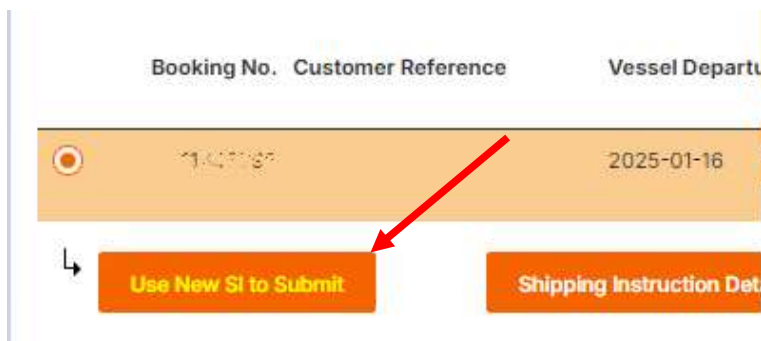 Booking No. Customer Reference Vessel Departu
2025-01-16
Use New SI to Submit Shipping Instruction Det